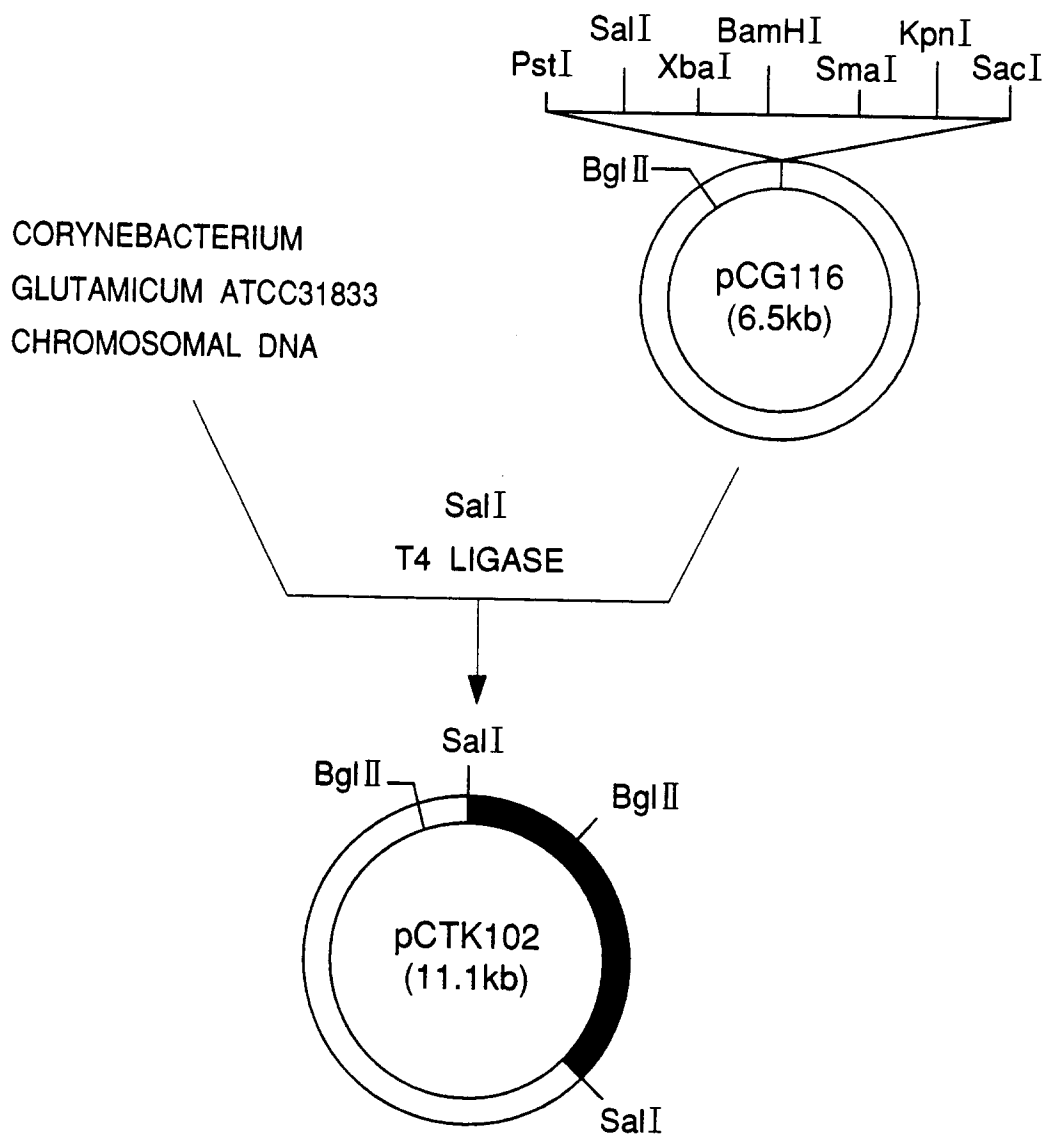 SalⅠ BamHⅠ KpnⅠ
PstⅠ XbaⅠ SmaⅠ SacⅠ
BglⅡ
pCG116
(6.5kb)
CORYNEBACTERIUM
GLUTAMICUM ATCC31833
CHROMOSOMAL DNA
SalⅠ
T4 LIGASE
SalⅠ
BglⅡ
BglⅡ
pCTK102
(11.1kb)
SalⅠ